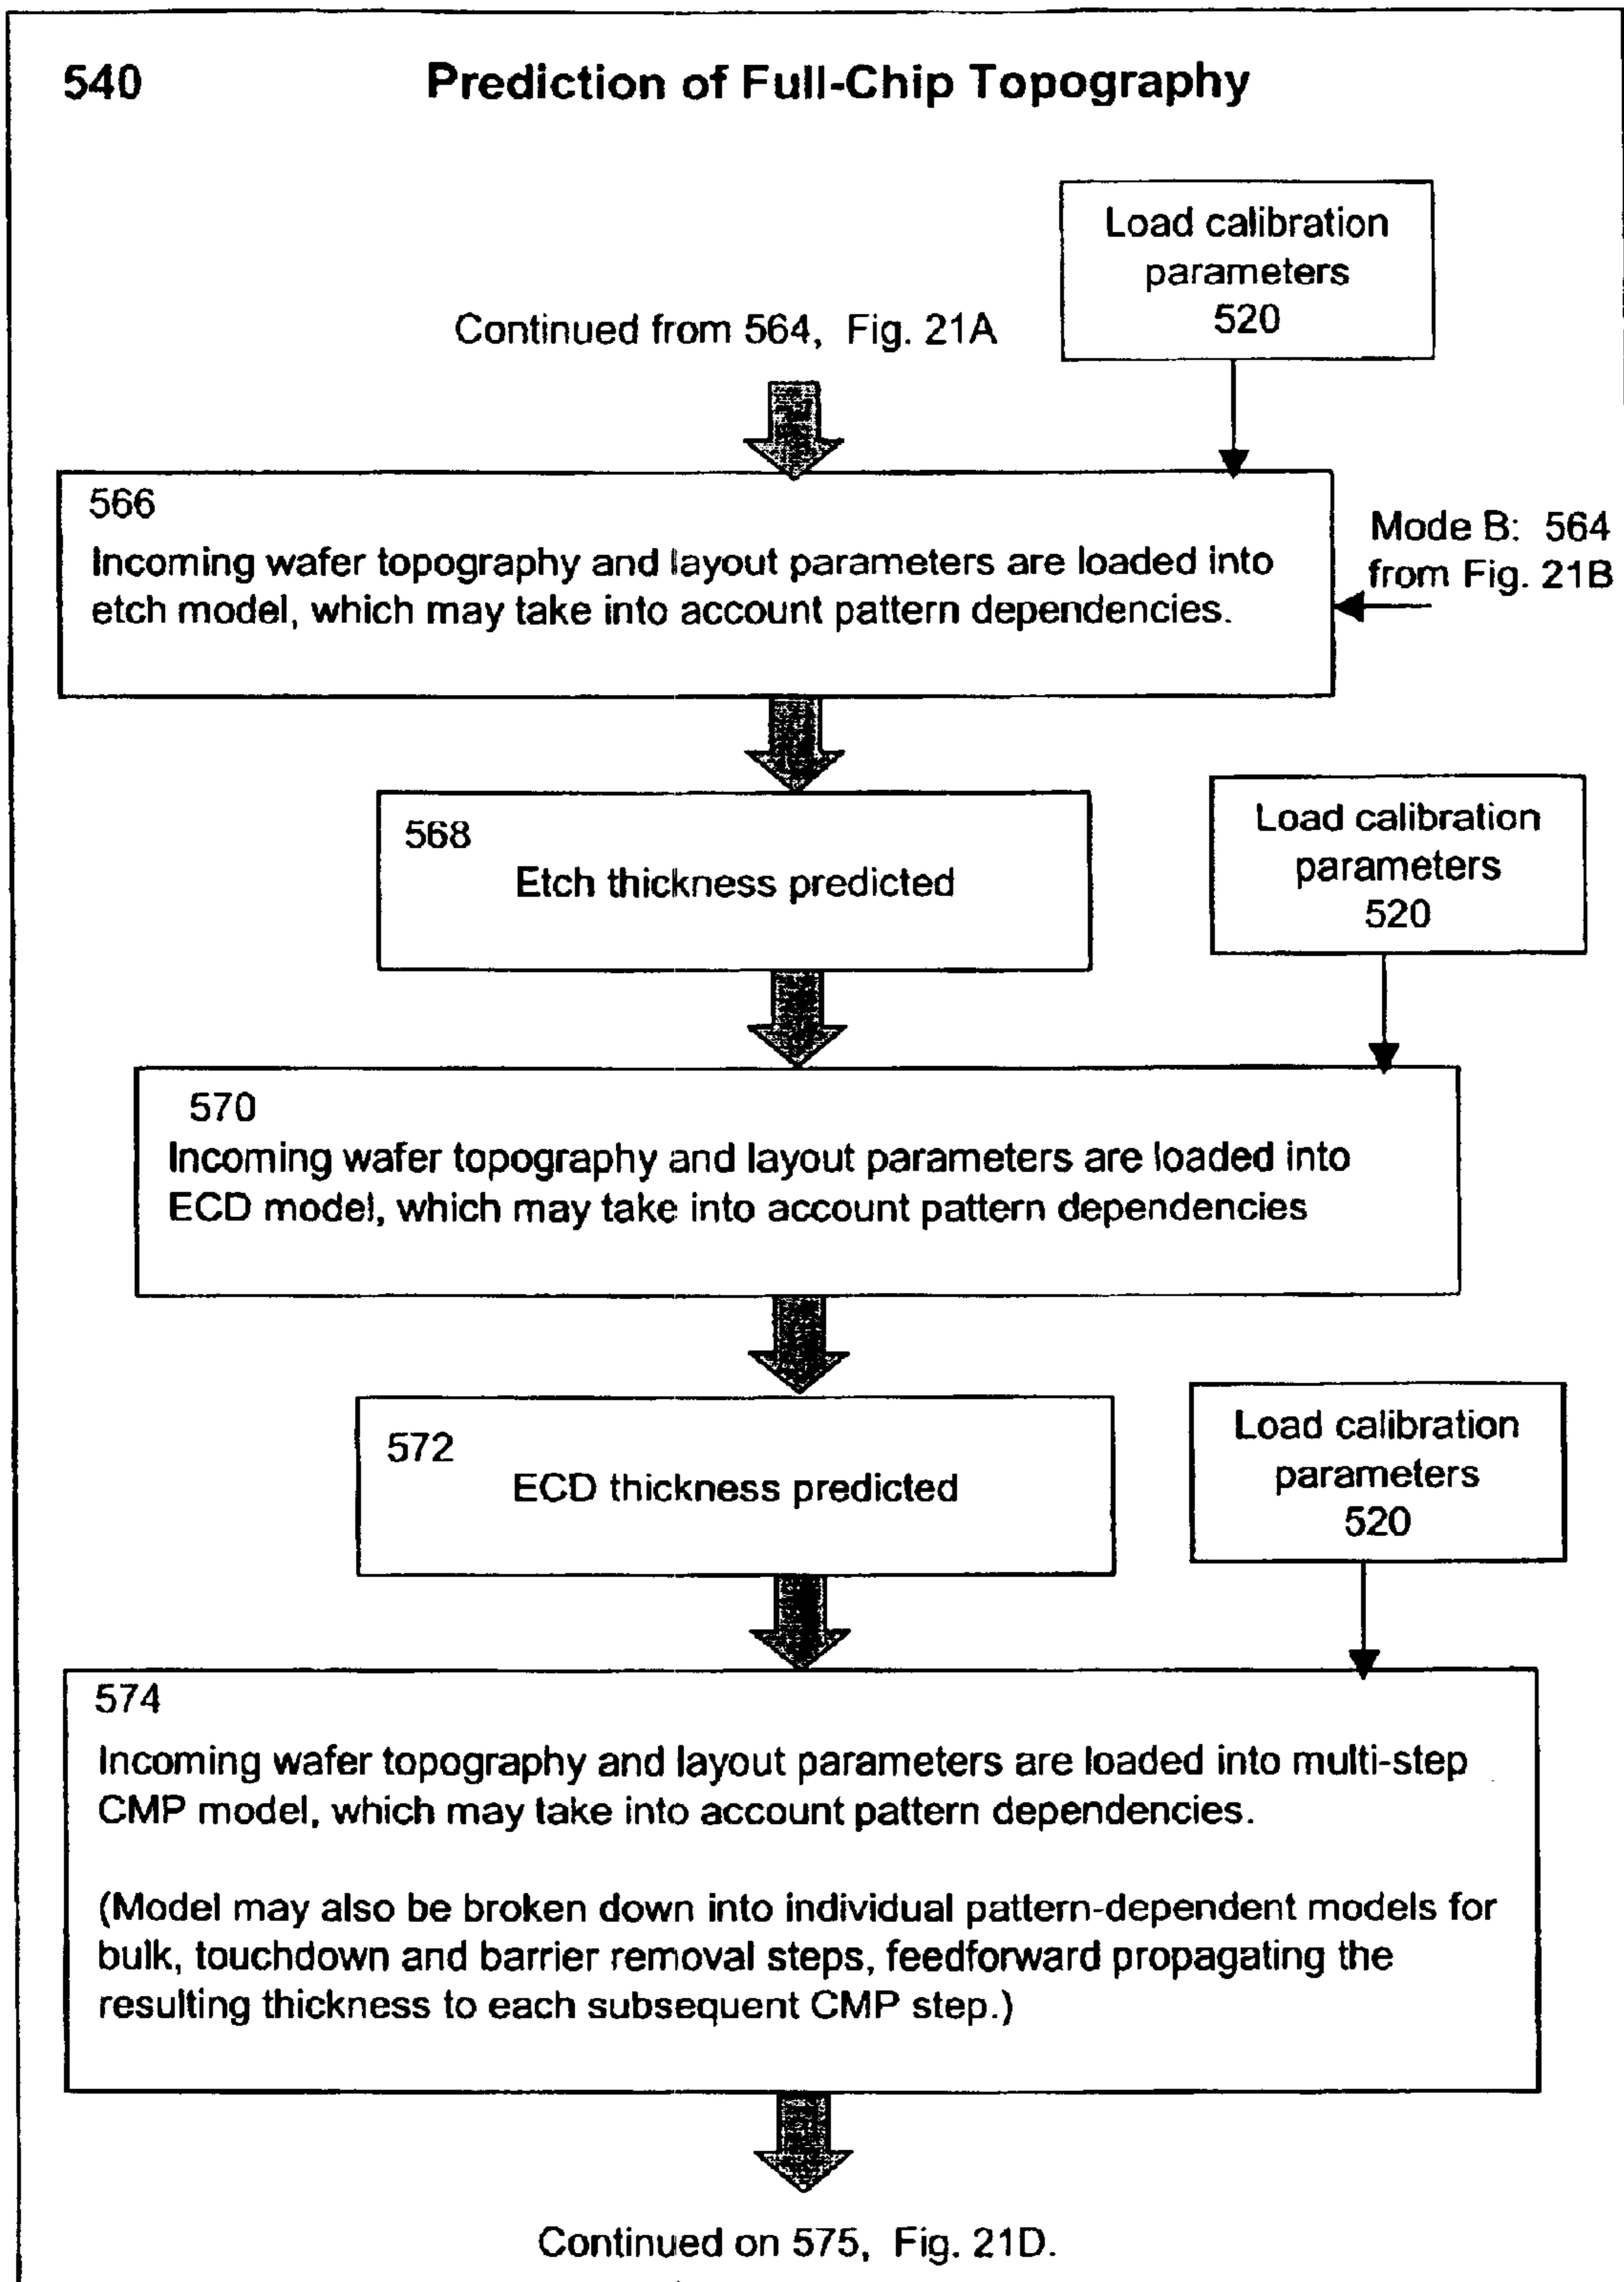 540 Prediction of Full-Chip Topography
Load calibration
parameters
520
Continued from 564, Fig. 21A
566
Incoming wafer topography and layout parameters are loaded into
etch model, which may take into account pattern dependencies.
Mode B: 564
from Fig. 21B
568
Etch thickness predicted
Load calibration
parameters
520
570
Incoming wafer topography and layout parameters are loaded into
ECD model, which may take into account pattern dependencies
572
ECD thickness predicted
Load calibration
parameters
520
574
Incoming wafer topography and layout parameters are loaded into multi-step
CMP model, which may take into account pattern dependencies.
(Model may also be broken down into individual pattern-dependent models for
bulk, touchdown and barrier removal steps, feedforward propagating the
resulting thickness to each subsequent CMP step.)
Continued on 575, Fig. 21D.